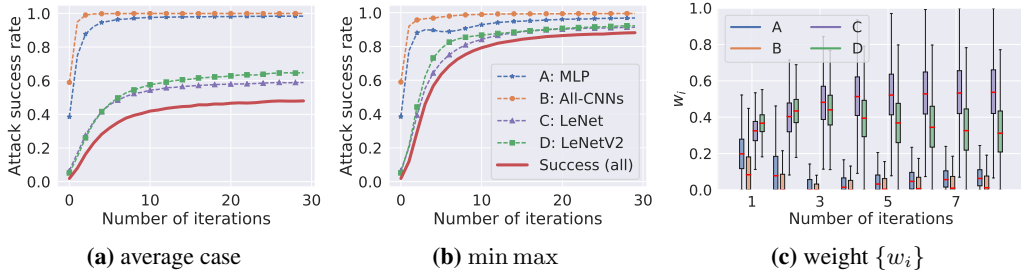 Attack success rate
1.0
0.8
0.6
0.4
0.2
0.0
0 10 20 30
Number of iterations
(a) average case
Attack success rate
1.0
0.8
0.6
0.4
0.2
0.0
A: MLP
B: All-CNNs
C: LeNet
D: LeNetV2
Success (all)
0 10 20 30
Number of iterations
(b) min max
w_i
1.0
0.8
0.6
0.4
0.2
0.0
A C
B D
1 3 5 7
Number of iterations
(c) weight {w_i}